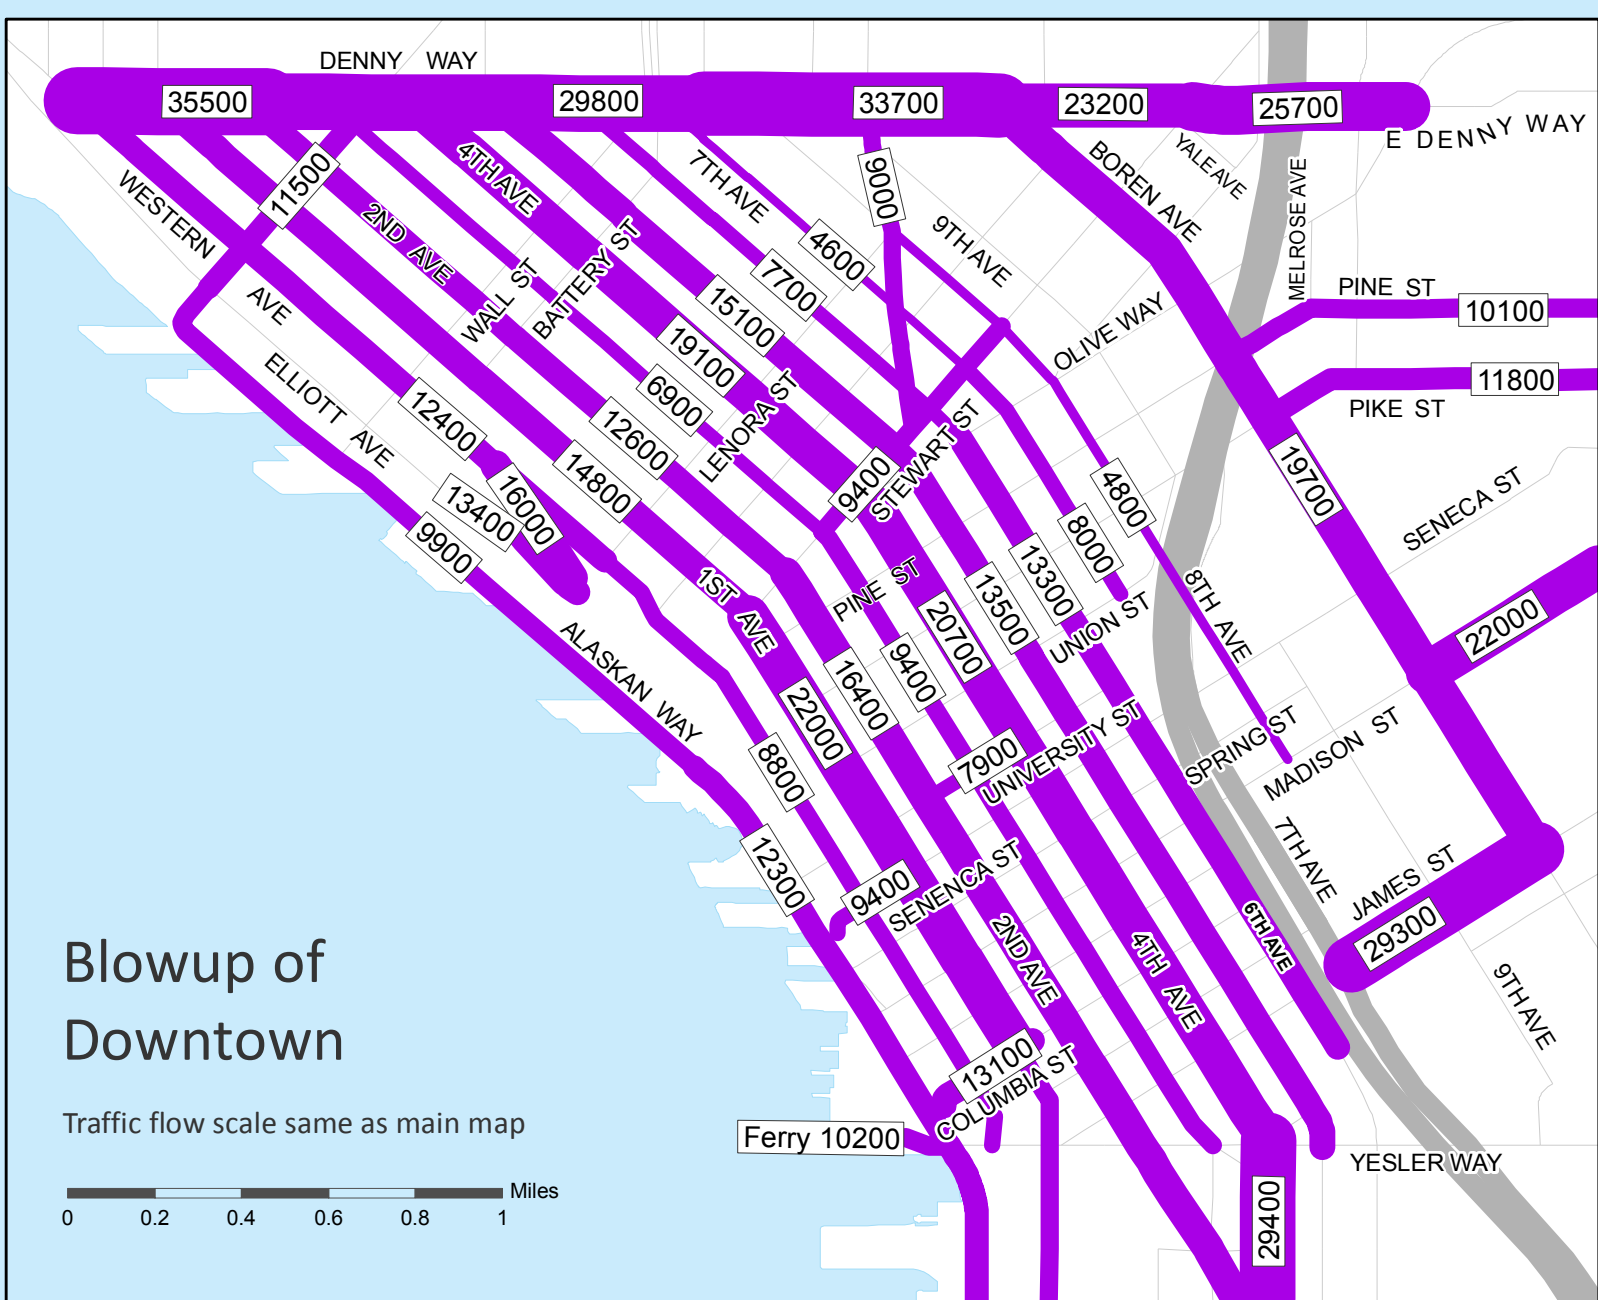 DENNY WAY
35500
29800
33700
23200
25700
E DENNY WAY
YALE AVE
BOREN AVE
4TH AVE
7TH AVE
9000
11500
WESTERN
AVE
2ND AVE
9TH AVE
MELROSE AVE
4600
7700
BATTERY ST
WALL ST
PINE ST
10100
15100
OLIVE WAY
19100
ELLIOTT AVE
6900
LENORA ST
11800
PIKE ST
12400
12600
STEWART ST
14800
9400
16000
13400
9900
4800
19700
SENECA ST
8000
13300
1ST AVE
PINE ST
13500
UNION ST
8TH AVE
20700
22000
ALASKAN WAY
9400
16400
22000
8800
7900
UNIVERSITY ST
SPRING ST
MADISON ST
12300
9400
SENENCA ST
7TH AVE
JAMES ST
29300
6TH AVE
2ND AVE
4TH AVE
9TH AVE
Blowup of
Downtown
13100
COLUMBIA ST
Traffic flow scale same as main map
Ferry 10200
YESLER WAY
29400
Miles
0 0.2 0.4 0.6 0.8 1